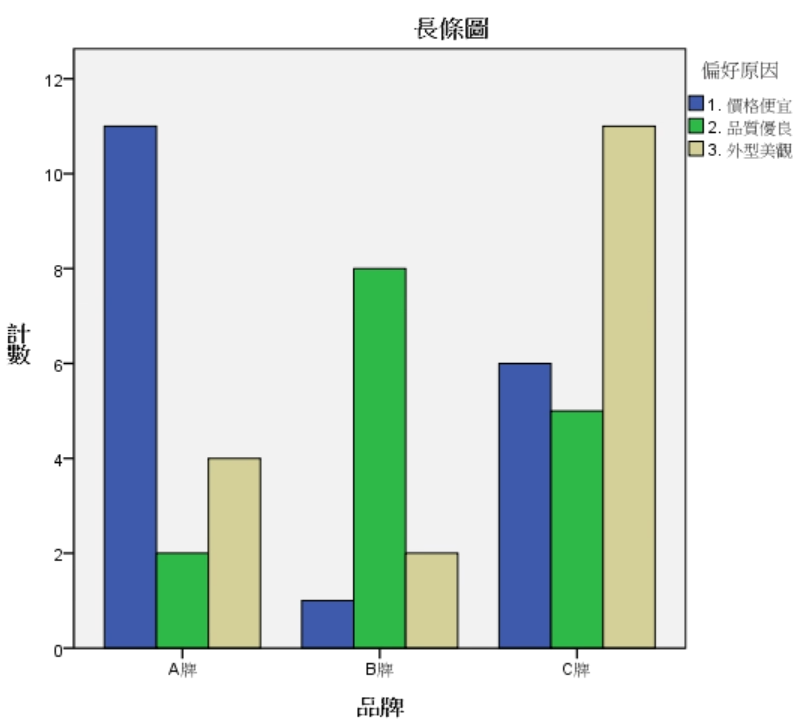 長條圖
偏好原因
1. 價格便宜
2. 品質優良
3. 外型美觀
計數
12
10
8
6
4
2
0
A牌 B牌 C牌
品牌